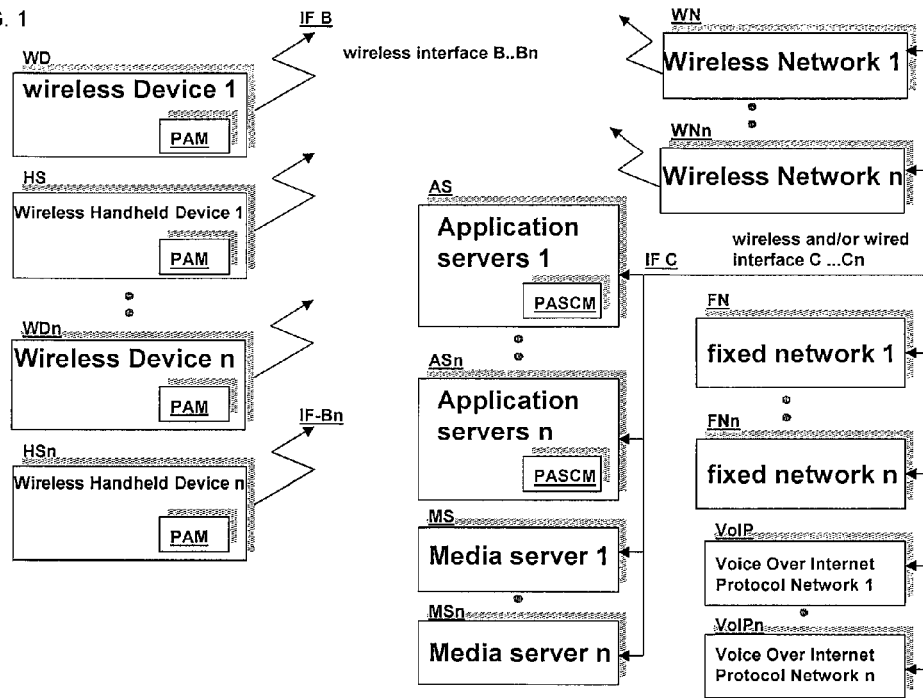 . 1
IF B
wireless interface B..Bn
WD
wireless Device 1
PAM
HS
Wireless Handheld Device 1
PAM
WDn
Wireless Device n
PAM
IF-Bn
HSn
Wireless Handheld Device n
PAM
AS
Application
servers 1
PASCM
ASn
Application
servers n
PASCM
MS
Media server 1
MSn
Media server n
WN
Wireless Network 1
WNn
Wireless Network n
wireless and/or wired
interface C ...Cn
IF C
FN
fixed network 1
FNn
fixed network n
VoIP
Voice Over Internet
Protocol Network 1
VoIPn
Voice Over Internet
Protocol Network n